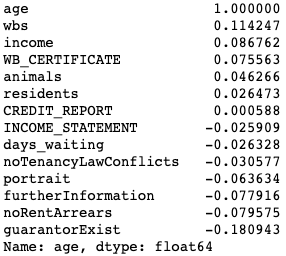 age 1.000000
wbs 0.114247
income 0.086762
WB_CERTIFICATE 0.075563
animals 0.046266
residents 0.026473
CREDIT_REPORT 0.000588
INCOME_STATEMENT -0.025909
days_waiting -0.026328
noTenancyLawConflicts -0.030577
portrait -0.063634
furtherInformation -0.077916
noRentArrears -0.079575
guarantorExist -0.180943
Name: age, dtype: float64